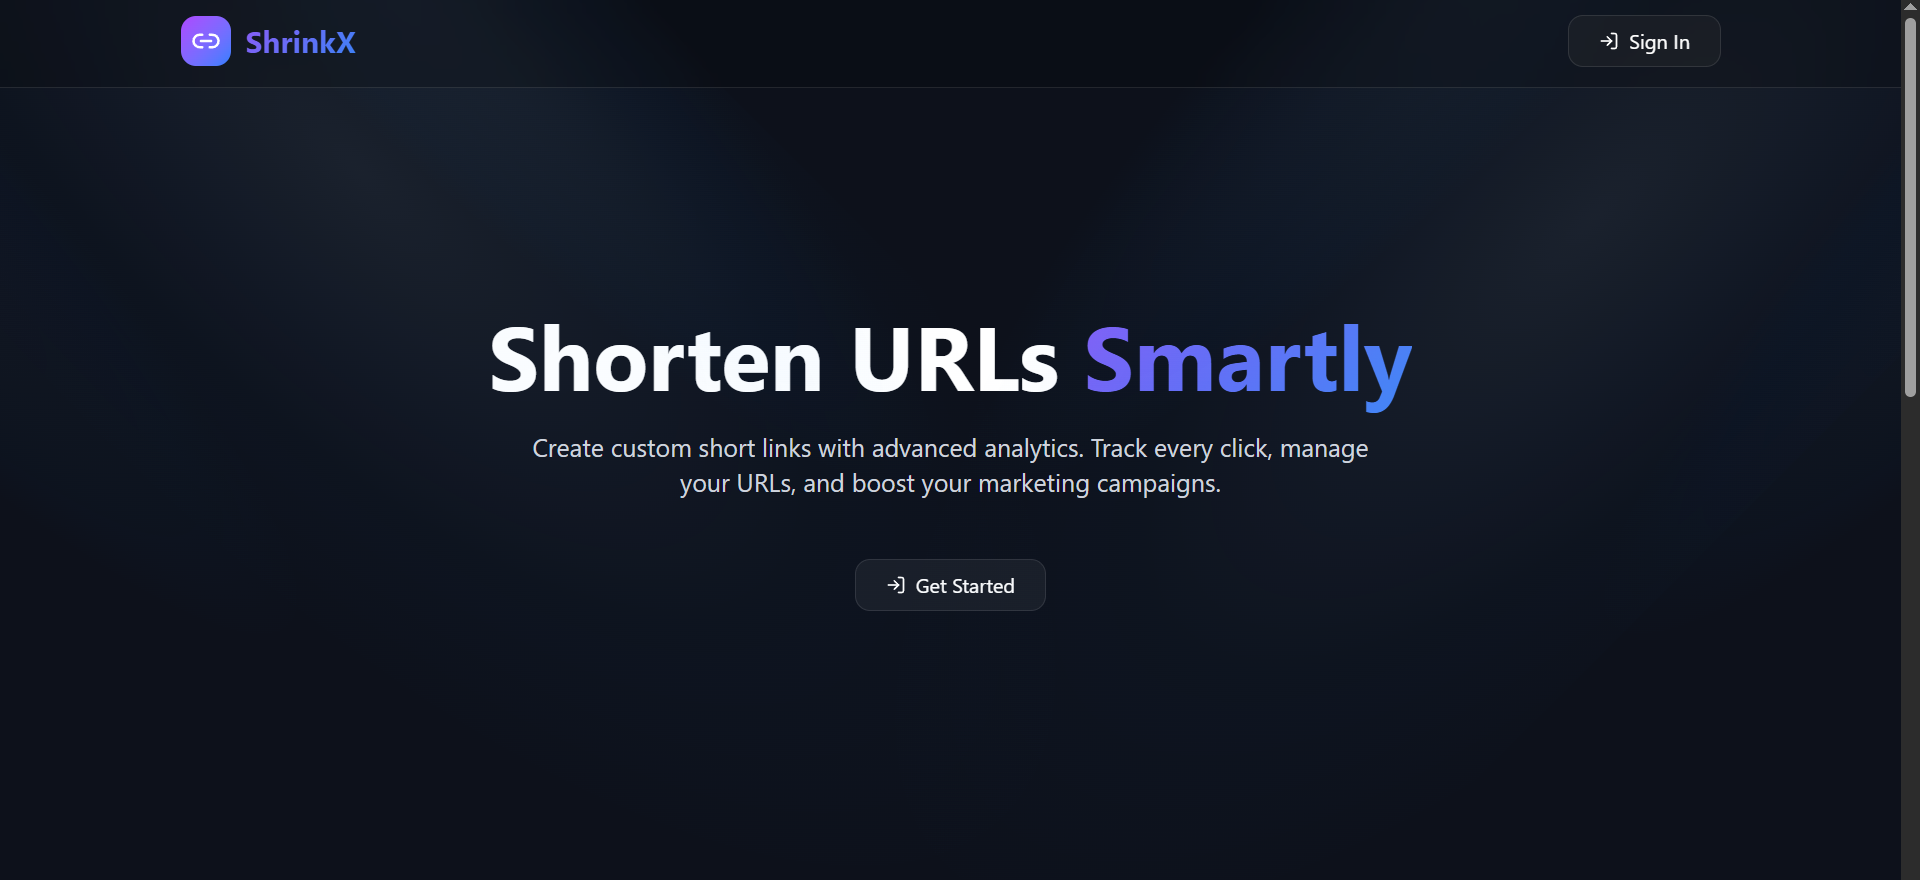 ShrinkX
Sign In
Shorten URLs Smartly
Create custom short links with advanced analytics. Track every click, manage
your URLs, and boost your marketing campaigns.
Get Started